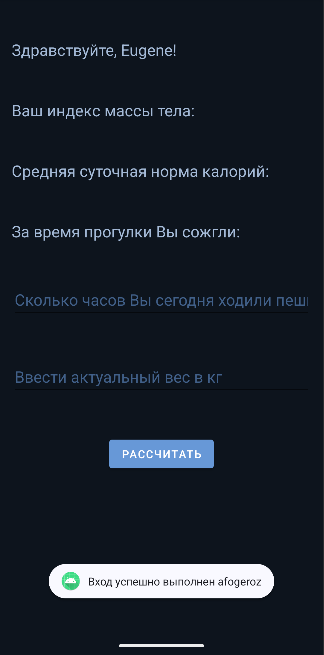 Здравствуйте, Eugene!
Ваш индекс массы тела:
Средняя суточная норма калорий:
За время прогулки Вы сожгли:
Сколько часов Вы сегодня ходили пеш
Ввести актуальный вес в кг
РАССЧИТАТЬ
Вход успешно выполнен afogeroz